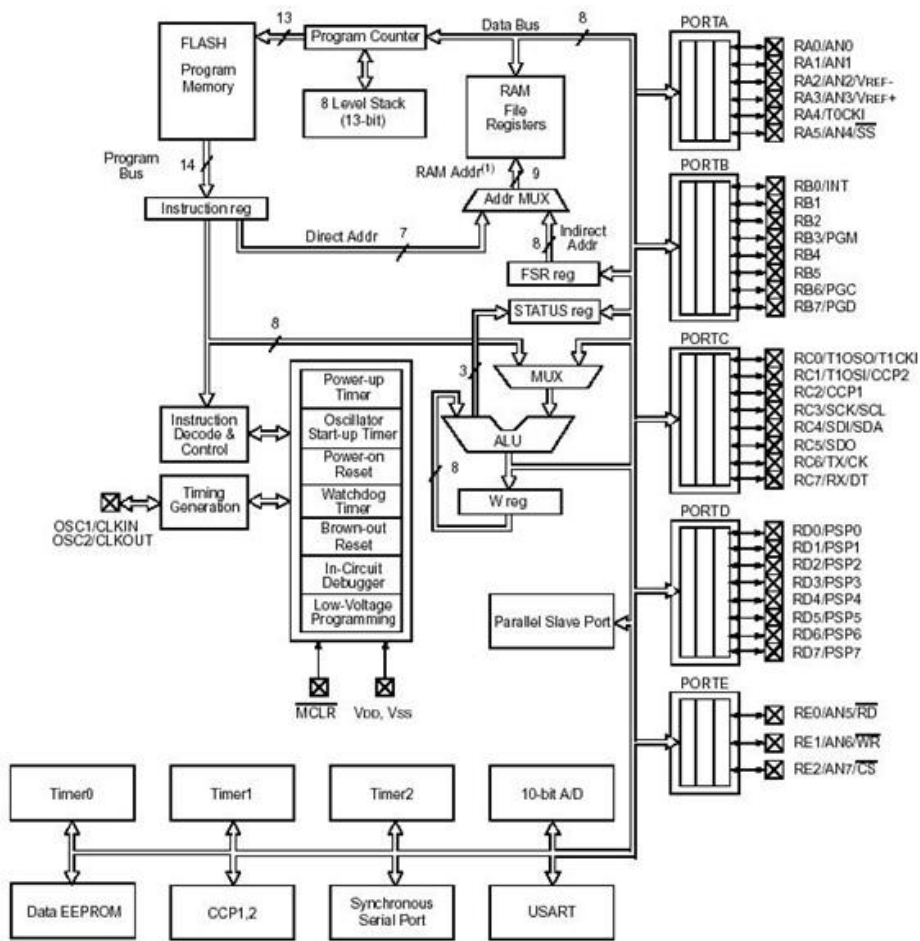 13
Data Bus
8
PORTA
FLASH
Program
Memory
Program Counter
8 Level Stack
(13-bit)
RAM
File
Registers
RA0/AN0
RA1/AN1
RA2/AN2/VREF-
RA3/AN3/VREF+
RA4/T0CKI
RA5/AN4/SS
Program
Bus
14
RAM Addr(1)
9
PORTB
Instruction reg
Addr MUX
Direct Addr
7
8
Indirect
Addr
FSR reg
STATUS reg
RB0/INT
RB1
RB2
RB3/PGM
RB4
RB5
RB6/PGC
RB7/PGD
8
3
MUX
ALU
8
W reg
PORTC
RC0/T1OSO/T1CKI
RC1/T1OSI/CCP2
RC2/CCP1
RC3/SCK/SCL
RC4/SDI/SDA
RC5/SDO
RC6/TX/CK
RC7/RX/DT
Instruction
Decode &
Control
Timing
Generation
OSC1/CLKIN
OSC2/CLKOUT
Power-up
Timer
Oscillator
Start-up Timer
Power-on
Reset
Watchdog
Timer
Brown-out
Reset
In-Circuit
Debugger
Low-Voltage
Programming
MCLR
VDD, VSS
Parallel Slave Port
PORTD
RD0/PSP0
RD1/PSP1
RD2/PSP2
RD3/PSP3
RD4/PSP4
RD5/PSP5
RD6/PSP6
RD7/PSP7
PORTE
RE0/AN5/RD
RE1/AN6/WR
RE2/AN7/CS
Timer0
Timer1
Timer2
10-bit A/D
Data EEPROM
CCP1,2
Synchronous
Serial Port
USART